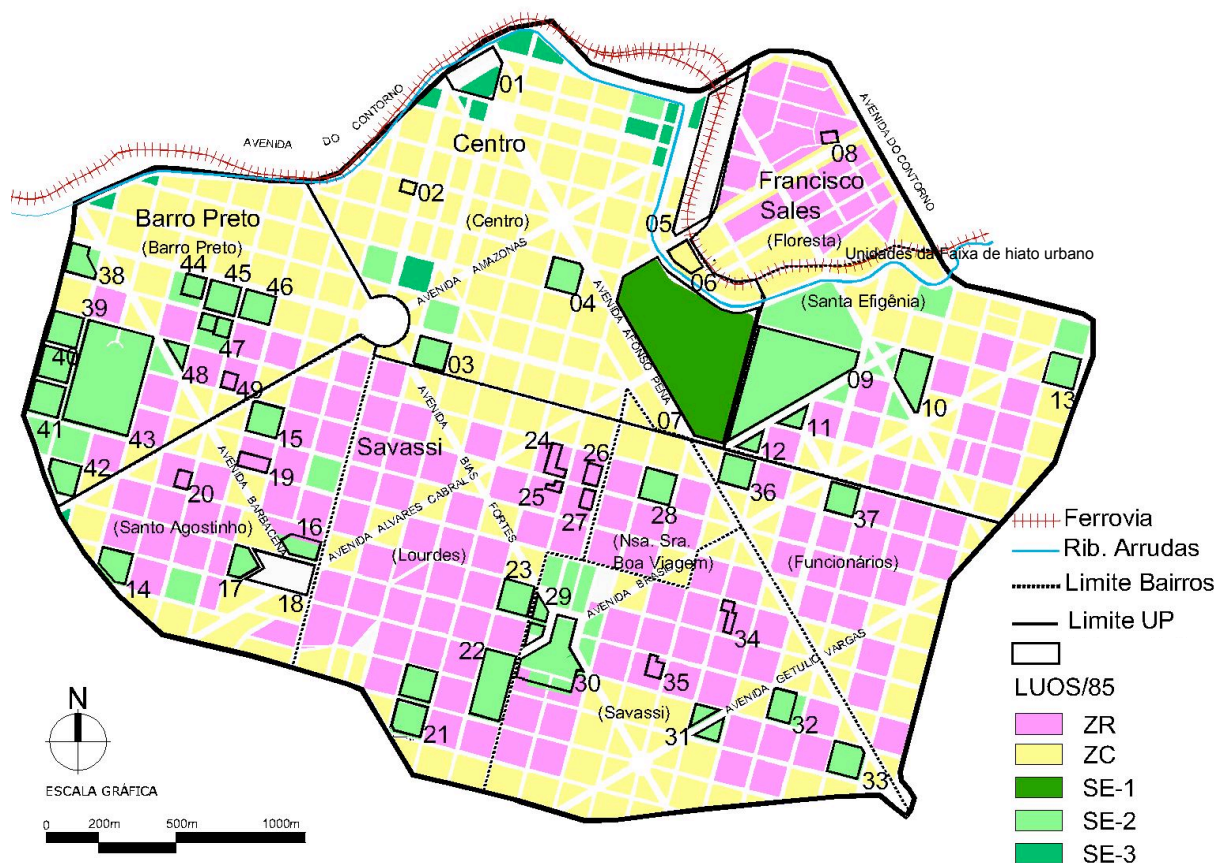 AVENIDA DO CONTORNO
01
Centro
02
(Centro)
AVENIDA AMAZONAS
Barro Preto
(Barro Preto)
AVENIDA DO CONTORNO
08
Francisco
Sales
(Floresta)
05
06
Unidades da Faixa de hiato urbano
(Santa Efigênia)
38
44
45
46
39
47
40
48
49
41
43
42
04
03
AVENIDA AFONSO PENA
07
09
10
13
11
12
15
19
20
AVENIDA BARBACENA
(Santo Agostinho)
16
14
17
18
Savassi
AVENIDA BIAS FORTES
AVENIDA ALVARES CABRAL
(Lourdes)
24
25
26
27
28
(Nsa. Sra.
Boa Viagem)
36
37
(Funcionários)
23
29
AVENIDA BRASIL
22
30
21
34
35
AVENIDA GETULIO VARGAS
(Savassi)
31
32
33
N
ESCALA GRÁFICA
0 200m 500m 1000m
Ferrovia
Rib. Arrudas
Limite Bairros
Limite UP
LUOS/85
ZR
ZC
SE-1
SE-2
SE-3